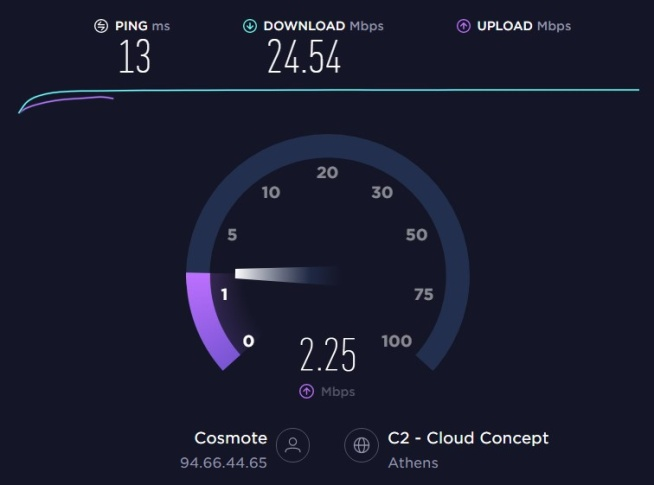 PING ms
DOWNLOAD Mbps
UPLOAD Mbps
13
24.54
20
10
30
5
50
1
75
0
100
2.25
Mbps
Cosmote
94.66.44.65
C2 - Cloud Concept
Athens